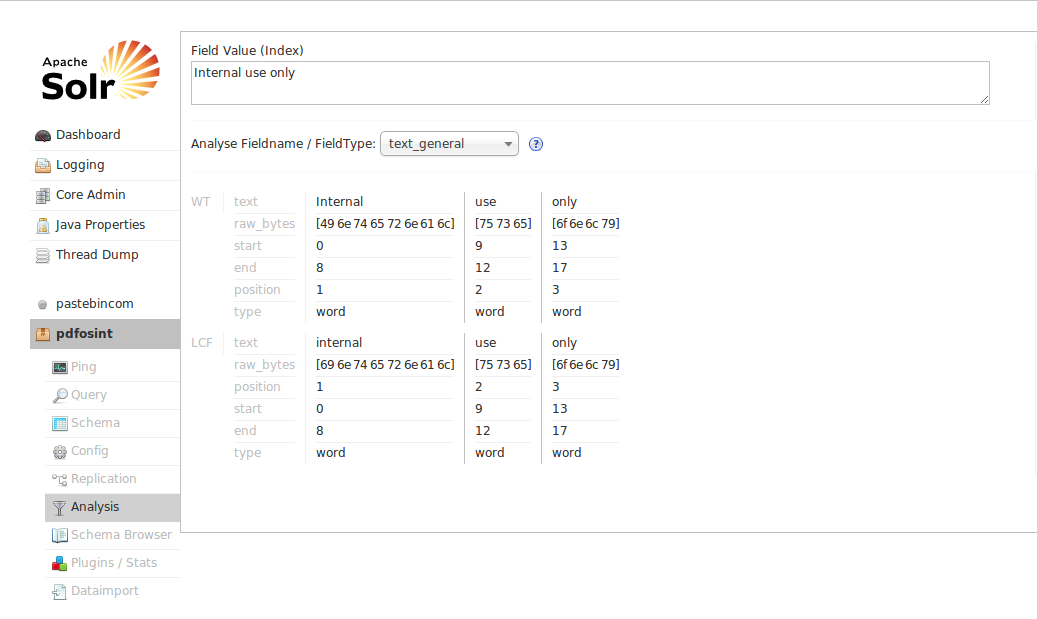 Apache
Solr
Dashboard
Logging
Core Admin
Java Properties
Thread Dump
pastebincom
pdfosint
Ping
Query
Schema
Config
Replication
Analysis
Schema Browser
Plugins / Stats
Dataimport
Field Value (Index)
Internal use only
Analyse Fieldname / FieldType: text_general ?
WT text Internal use only
raw_bytes [49 6e 74 65 72 6e 61 6c] [75 73 65] [6f 6e 6c 79]
start 0 9 13
end 8 12 17
position 1 2 3
type word word word
LCF text internal use only
raw_bytes [69 6e 74 65 72 6e 61 6c] [75 73 65] [6f 6e 6c 79]
position 1 2 3
start 0 9 13
end 8 12 17
type word word word